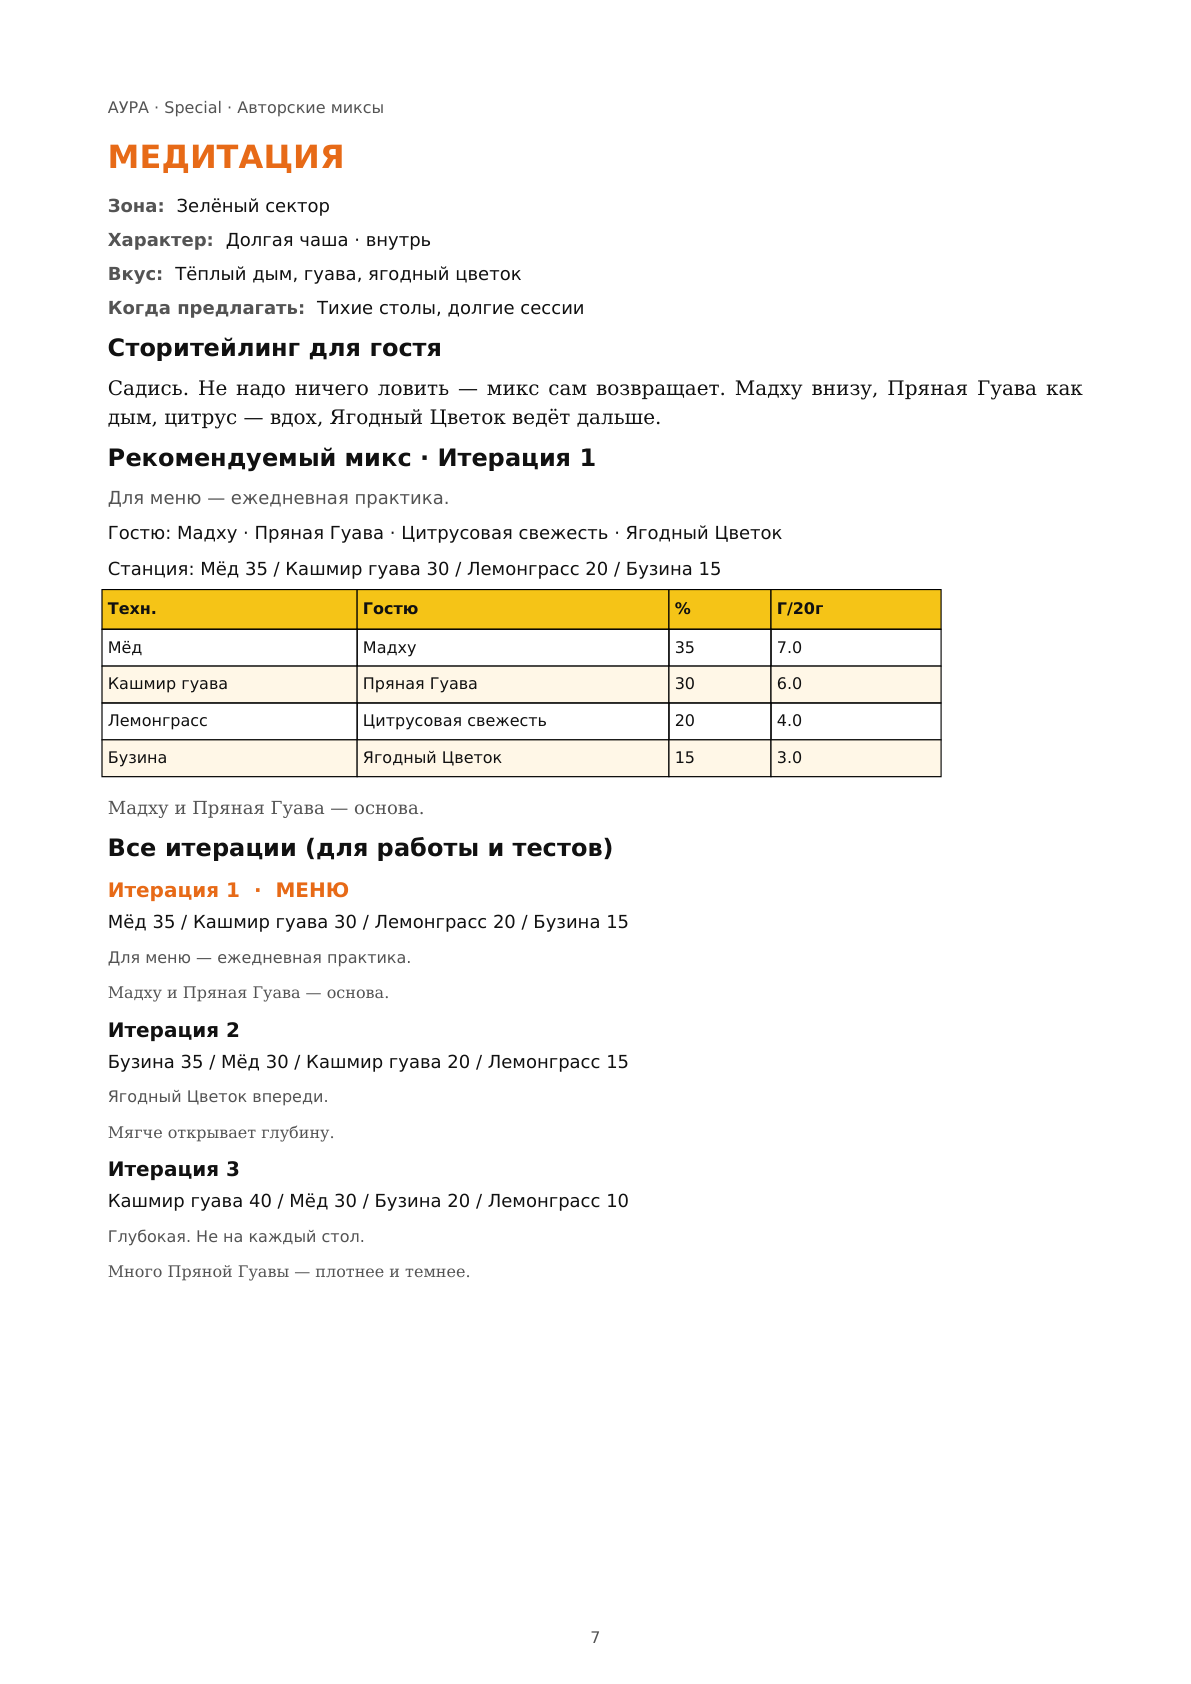 АУРА · Special · Авторские миксы
МЕДИТАЦИЯ
Зона: Зелёный сектор
Характер: Долгая чаша · внутрь
Вкус: Тёплый дым, гуава, ягодный цветок
Когда предлагать: Тихие столы, долгие сессии
Сторитейлинг для гостя
Садись. Не надо ничего ловить — микс сам возвращает. Мадху внизу, Пряная Гуава как
дым, цитрус — вдох, Ягодный Цветок ведёт дальше.
Рекомендуемый микс · Итерация 1
Для меню — ежедневная практика.
Гостю: Мадху · Пряная Гуава · Цитрусовая свежесть · Ягодный Цветок
Станция: Мёд 35 / Кашмир гуава 30 / Лемонграсс 20 / Бузина 15
Техн. Гостю % Г/20г
Мёд Мадху 35 7.0
Кашмир гуава Пряная Гуава 30 6.0
Лемонграсс Цитрусовая свежесть 20 4.0
Бузина Ягодный Цветок 15 3.0
Мадху и Пряная Гуава — основа.
Все итерации (для работы и тестов)
Итерация 1 · МЕНЮ
Мёд 35 / Кашмир гуава 30 / Лемонграсс 20 / Бузина 15
Для меню — ежедневная практика.
Мадху и Пряная Гуава — основа.
Итерация 2
Бузина 35 / Мёд 30 / Кашмир гуава 20 / Лемонграсс 15
Ягодный Цветок впереди.
Мягче открывает глубину.
Итерация 3
Кашмир гуава 40 / Мёд 30 / Бузина 20 / Лемонграсс 10
Глубокая. Не на каждый стол.
Много Пряной Гуавы — плотнее и темнее.
7